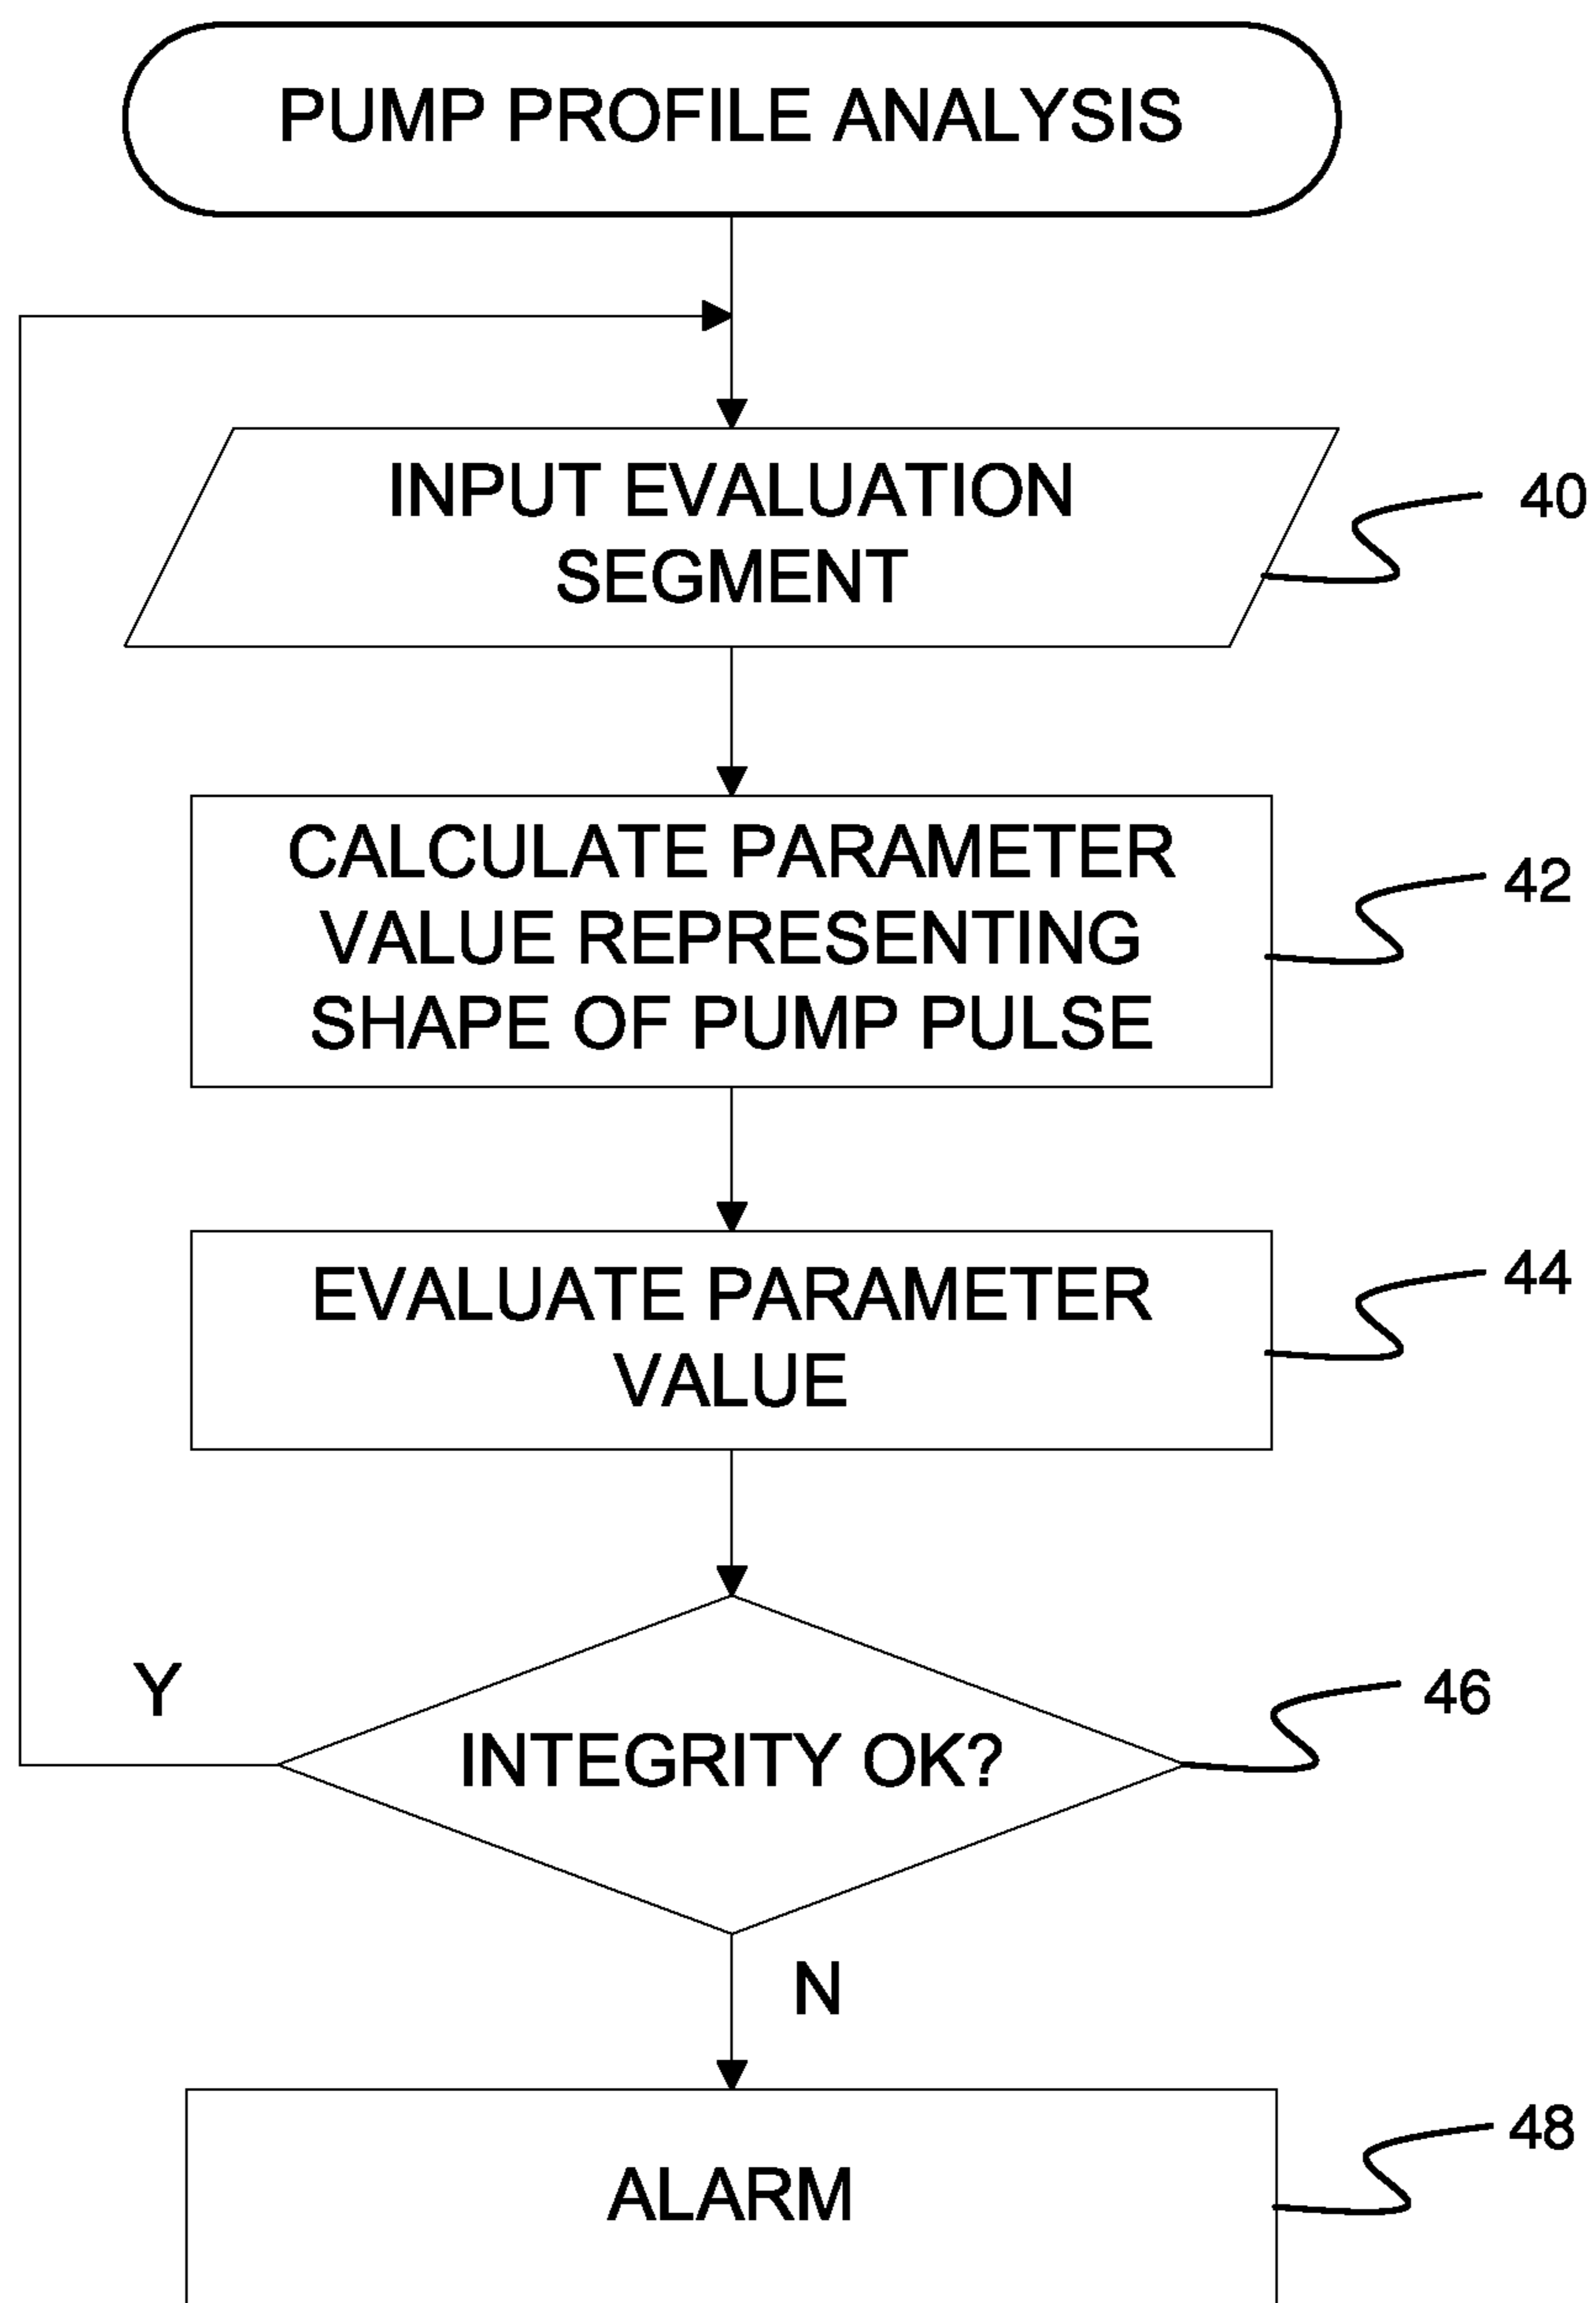 PUMP PROFILE ANALYSIS
INPUT EVALUATION
SEGMENT
40
CALCULATE PARAMETER
VALUE REPRESENTING
SHAPE OF PUMP PULSE
42
EVALUATE PARAMETER
VALUE
44
Y
INTEGRITY OK?
46
N
ALARM
48